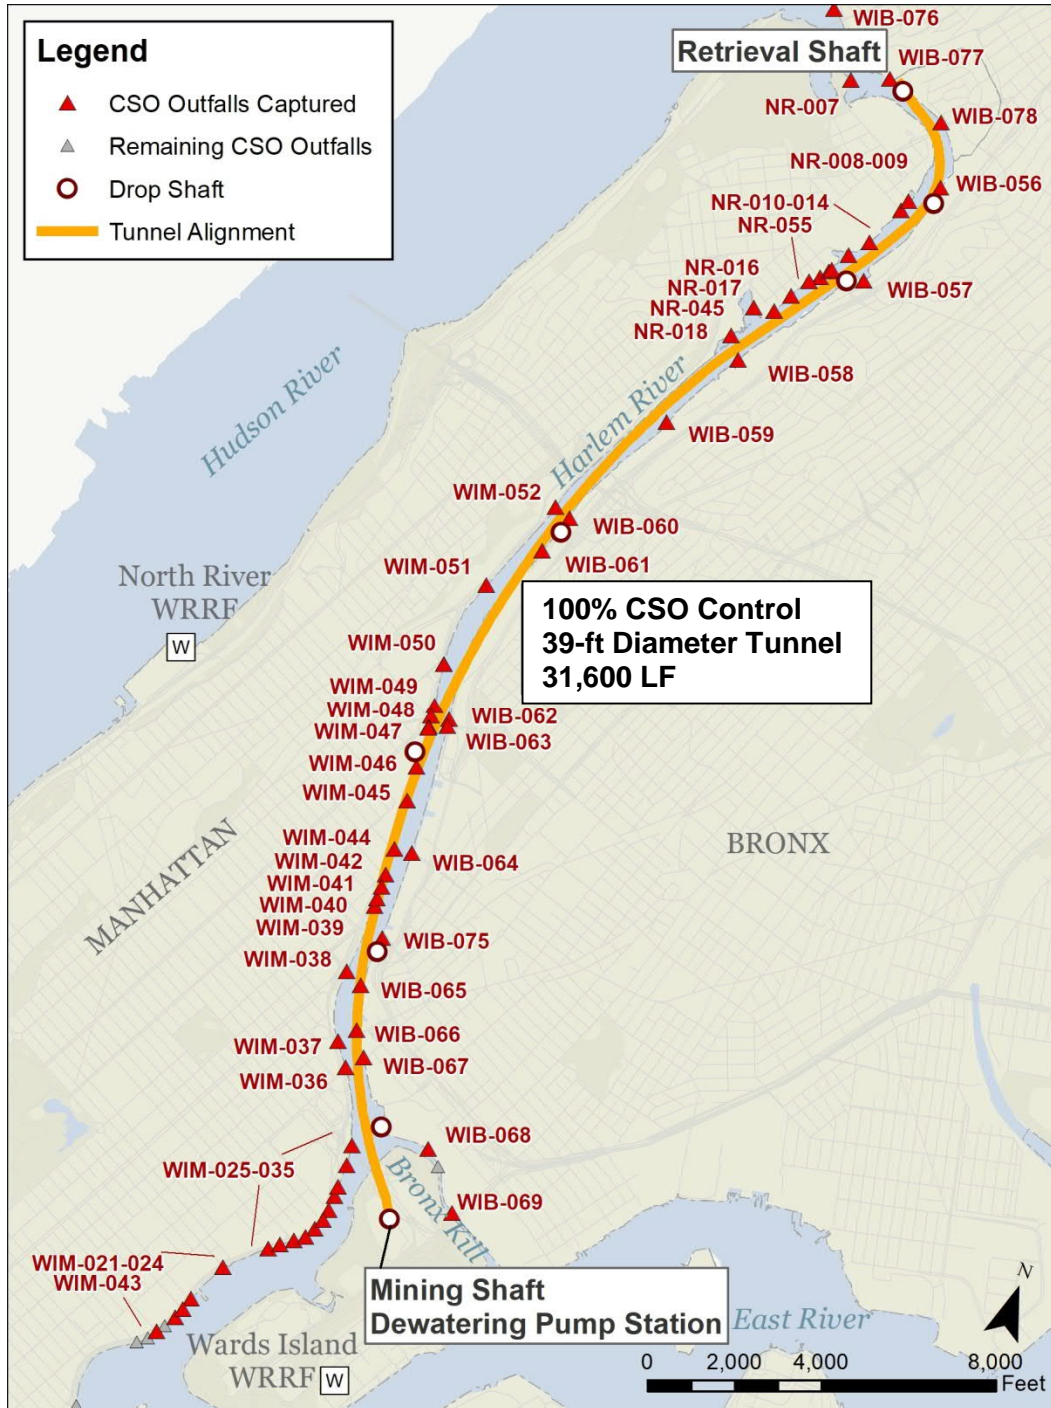 Legend
CSO Outfalls Captured
Remaining CSO Outfalls
Drop Shaft
Tunnel Alignment
WIB-076
Retrieval Shaft
WIB-077
NR-007
WIB-078
NR-008-009
WIB-056
NR-010-014
NR-055
NR-016
NR-017
WIB-057
NR-045
NR-018
WIB-058
Hudson River
Harlem River
WIB-059
WIM-052
WIB-060
WIB-061
WIM-051
North River
WRRF
W
100% CSO Control
39-ft Diameter Tunnel
31,600 LF
WIM-050
WIM-049
WIM-048
WIB-062
WIM-047
WIB-063
WIM-046
WIM-045
WIM-044
WIB-064
BRONX
WIM-042
MANHATTAN
WIM-041
WIM-040
WIM-039
WIB-075
WIM-038
WIB-065
WIB-066
WIM-037
WIB-067
WIM-036
WIB-068
WIM-025-035
Bronx Kill
WIB-069
WIM-021-024
WIM-043
Mining Shaft
Dewatering Pump Station
East River
N
Wards Island
WRRF
W
0 2,000 4,000 8,000
Feet